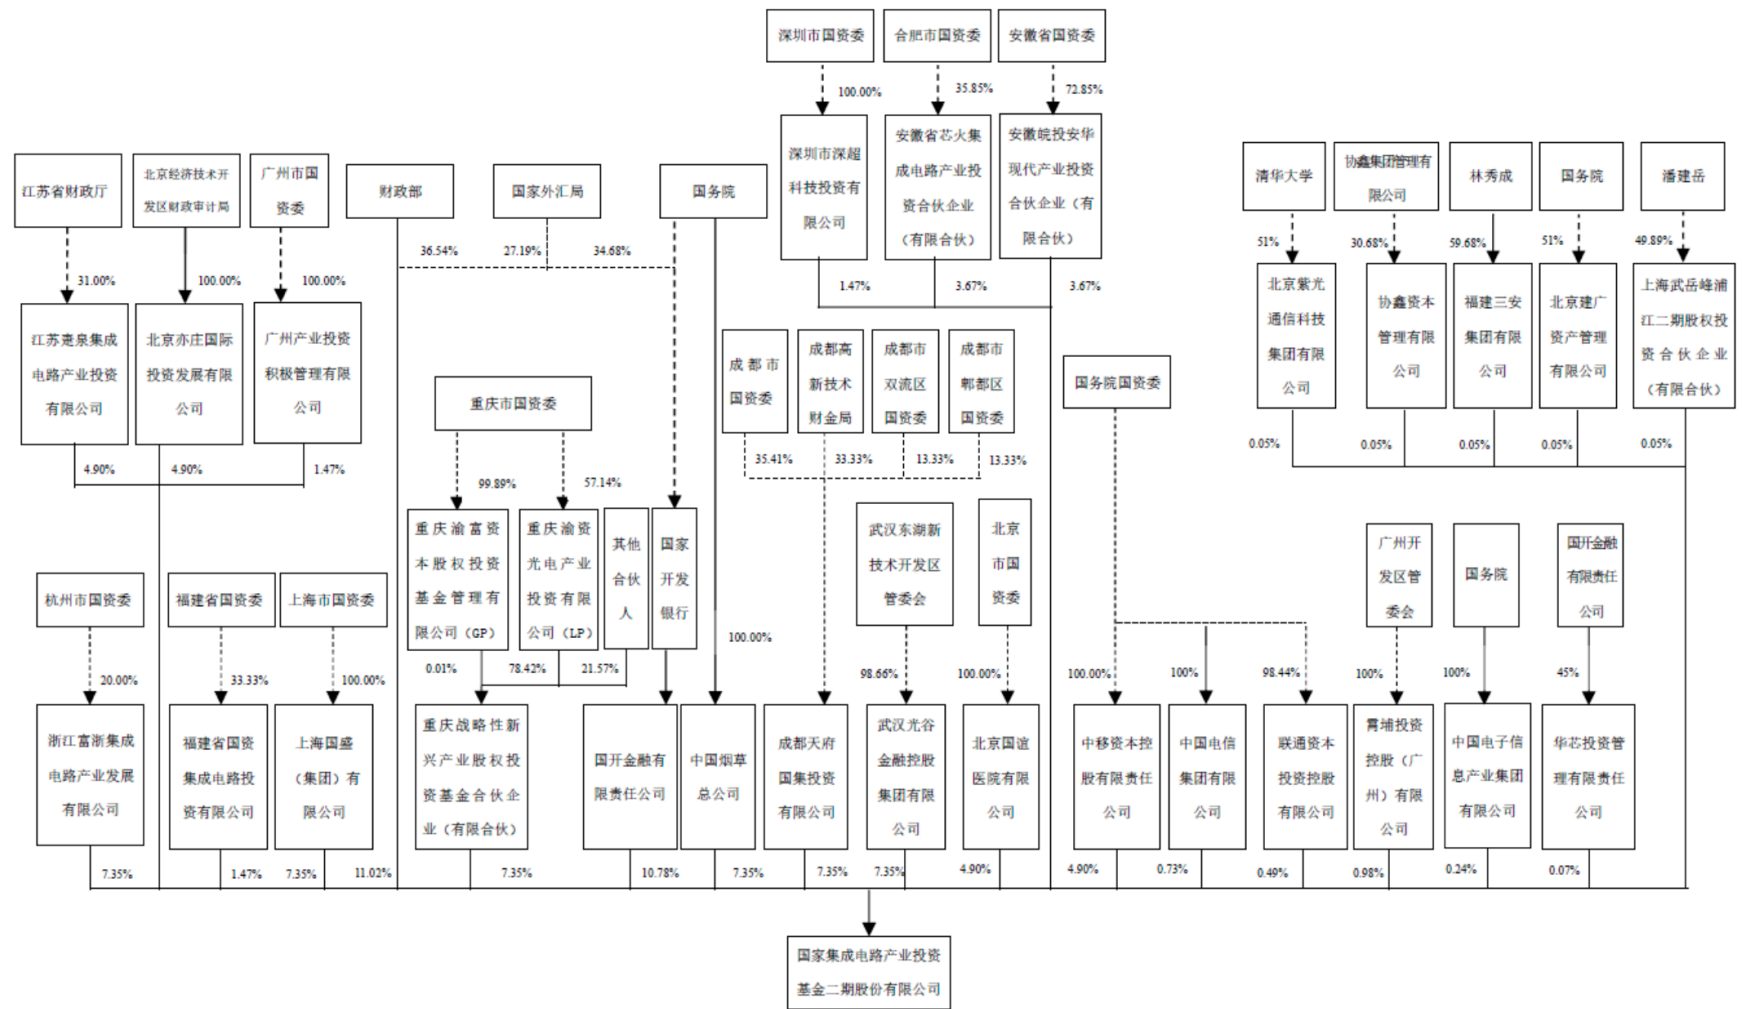 深圳市国资委
合肥市国资委
安徽省国资委
100.00%
35.85%
72.85%
深圳市深超
科技投资有
限公司
安徽省芯火集
成电路产业投
资合伙企业
（有限合伙）
安徽皖投安华
现代产业投资
合伙企业（有
限合伙）
1.47%
3.67%
3.67%
江苏省财政厅
北京经济技术开
发区财政审计局
广州市国
资委
财政部
国家外汇局
国务院
清华大学
协鑫集团管理有
限公司
林秀成
国务院
潘建岳
31.00%
100.00%
100.00%
36.54%
27.19%
34.68%
51%
30.68%
59.68%
51%
49.89%
江苏疌泉集成
电路产业投资
有限公司
北京亦庄国际
投资发展有限
公司
广州产业投资
积极管理有限
公司
北京紫光
通信科技
集团有限
公司
协鑫资本
管理有限
公司
福建三安
集团有限
公司
北京建广
资产管理
有限公司
上海武岳峰浦
江二期股权投
资合伙企业
（有限合伙）
4.90%
4.90%
1.47%
0.05%
0.05%
0.05%
0.05%
0.05%
重庆市国资委
成都市
国资委
成都高
新技术
财金局
成都市
双流区
国资委
成都市
郫都区
国资委
国务院国资委
99.89%
57.14%
35.41%
33.33%
13.33%
13.33%
重庆渝富资
本股权投资
基金管理有
限公司（GP）
重庆渝资
光电产业
投资有限
公司（LP）
其他
合伙
人
国家
开发
银行
武汉东湖新
技术开发区
管委会
北京
市国
资委
广州开
发区管
委会
国务院
国开金融
有限责任
公司
杭州市国资委
福建省国资委
上海市国资委
0.01%
78.42%
21.57%
100.00%
20.00%
33.33%
100.00%
98.66%
100.00%
100.00%
100%
98.44%
100%
100%
45%
浙江富浙集成
电路产业发展
有限公司
福建省国资
集成电路投
资有限公司
上海国盛
（集团）有
限公司
重庆战略性新
兴产业股权投
资基金合伙企
业（有限合伙）
国开金融有
限责任公司
中国烟草
总公司
成都天府
国集投资
有限公司
武汉光谷
金融控股
集团有限
公司
北京国谊
医院有限
公司
中移资本控
股有限责任
公司
中国电信
集团有限
公司
联通资本
投资控股
有限公司
霄埔投资
控股（广
州）有限
公司
中国电子信
息产业集团
有限公司
华芯投资管
理有限责任
公司
7.35%
1.47%
7.35%
11.02%
7.35%
10.78%
7.35%
7.35%
7.35%
4.90%
4.90%
0.73%
0.49%
0.98%
0.24%
0.07%
国家集成电路产业投资
基金二期股份有限公司